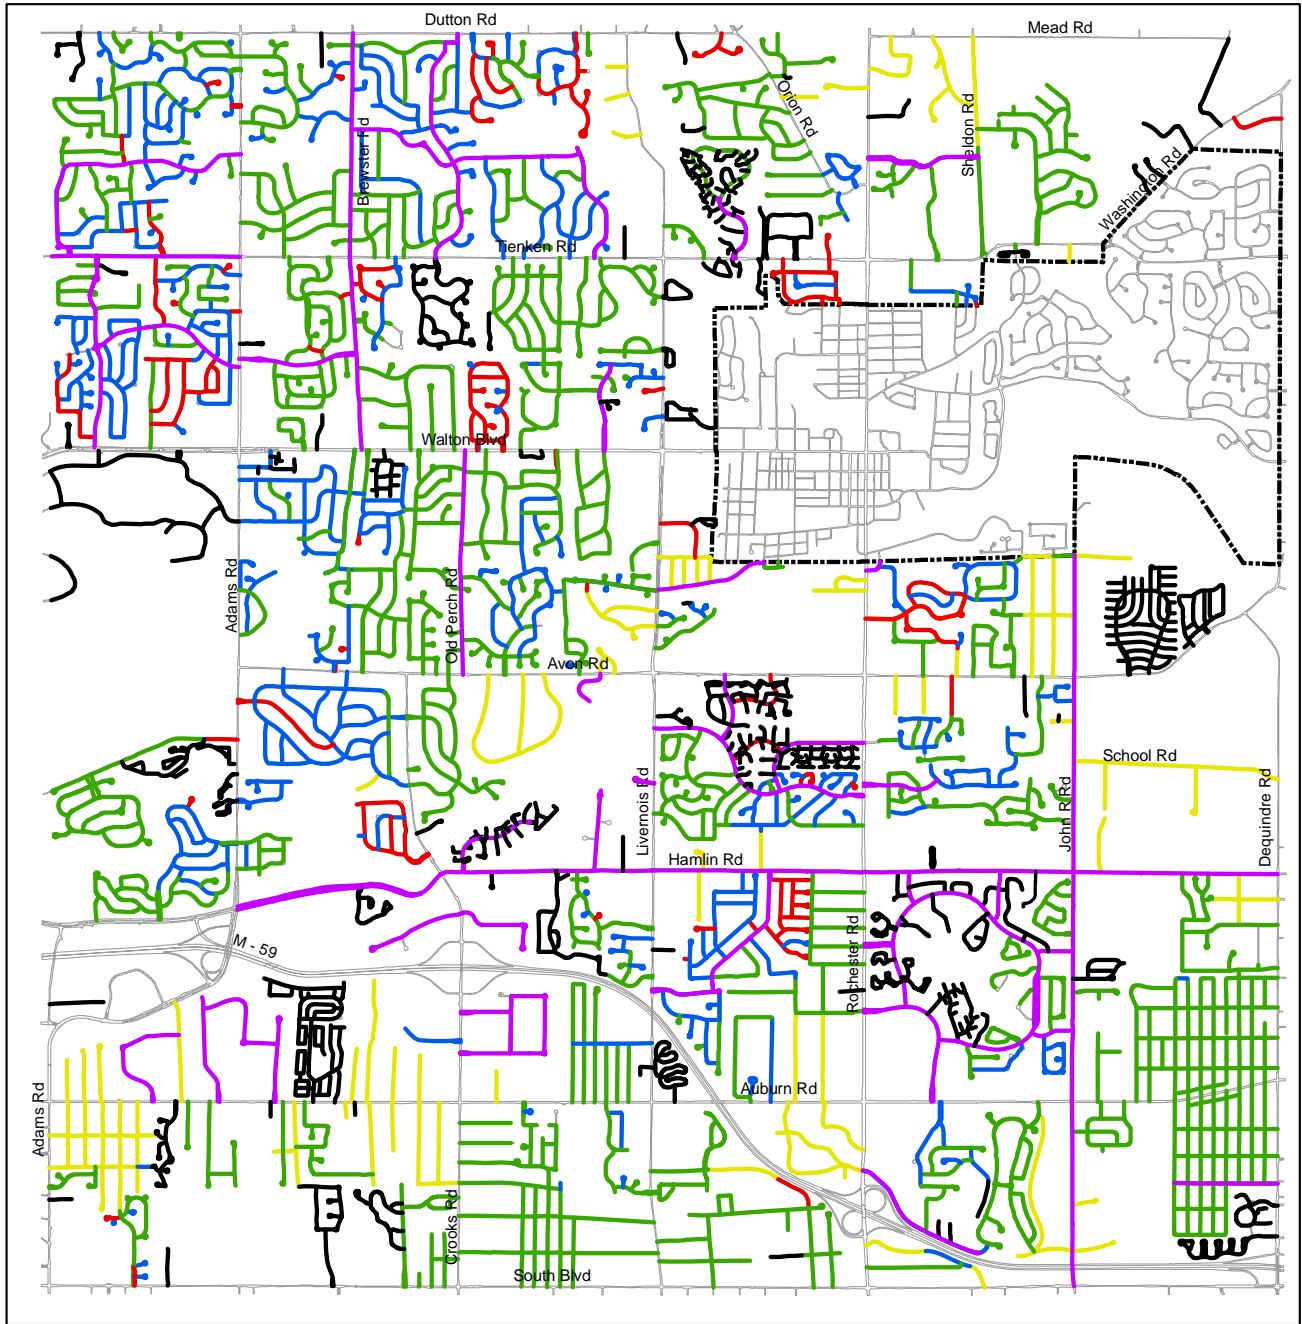 Dutton Rd
Mead Rd
Orion Rd
Brewster Rd
Sheldon Rd
Washington Rd
Tienken Rd
Walton Blvd
Adams Rd
Old Perch Rd
Avon Rd
School Rd
Livernois Rd
John R Rd
Dequindre Rd
Hamlin Rd
M - 59
Rochester Rd
Auburn Rd
Adams Rd
Crooks Rd
South Blvd